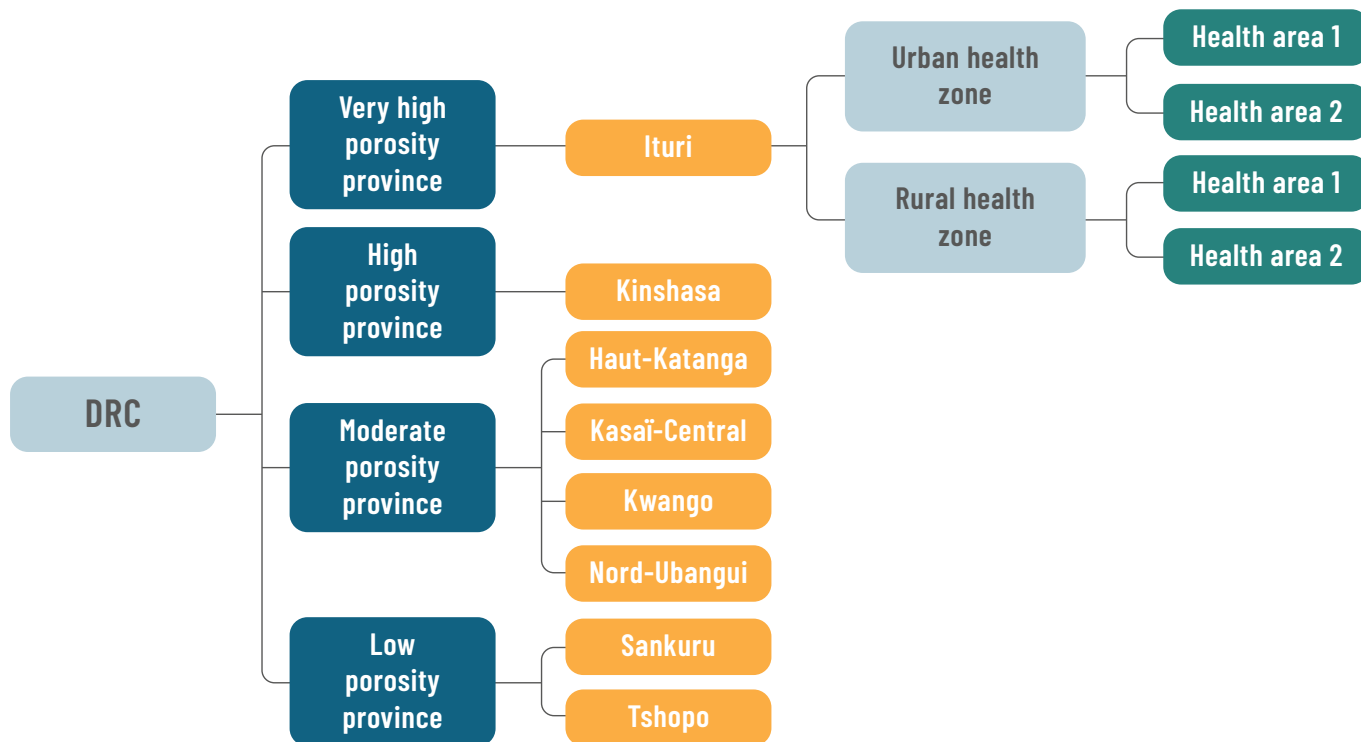 DRC
Very high
porosity
province
High
porosity
province
Moderate
porosity
province
Low
porosity
province
Ituri
Kinshasa
Haut-Katanga
Kasaï-Central
Kwango
Nord-Ubangui
Sankuru
Tshopo
Urban health
zone
Rural health
zone
Health area 1
Health area 2
Health area 1
Health area 2